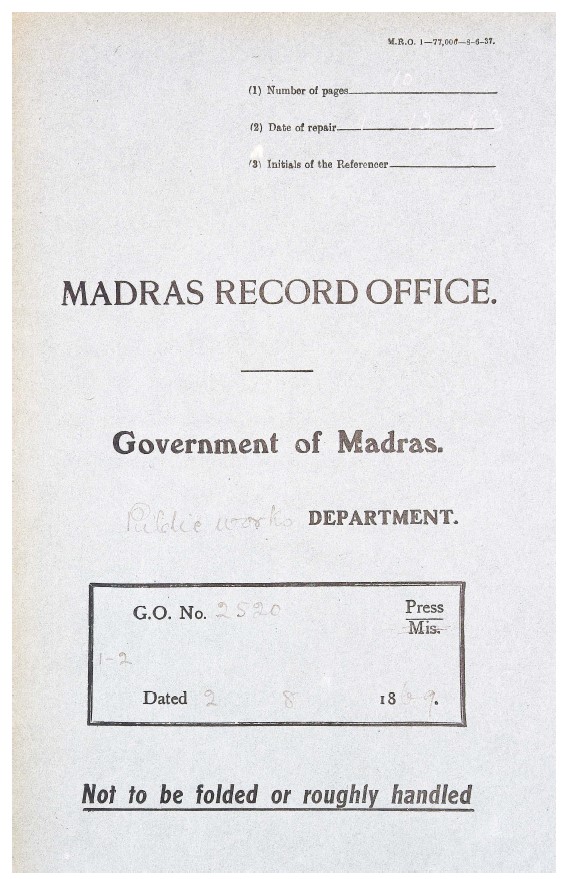 M.R.O. 1—77,000—8-6-37.
(1) Number of pages 10
(2) Date of repair
(3) Initials of the Referencer
MADRAS RECORD OFFICE.
Government of Madras.
Public works DEPARTMENT.
G.O. No. 2520 Press
Mis.
1-2
Dated 2 8 1869.
Not to be folded or roughly handled